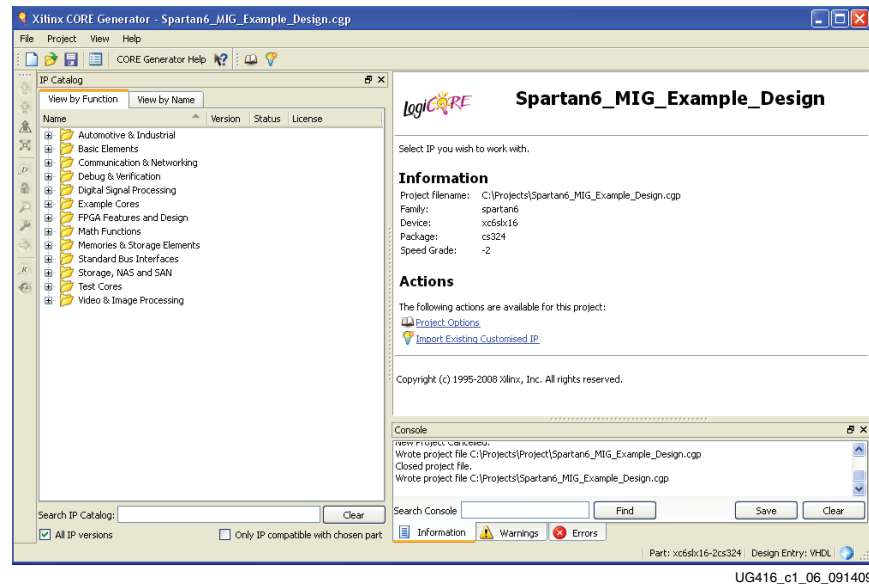 Xilinx CORE Generator - Spartan6_MIG_Example_Design.cgp
File Project View Help
CORE Generator Help
IP Catalog
View by Function View by Name
Name Version Status License
Automotive & Industrial
Basic Elements
Communication & Networking
Debug & Verification
Digital Signal Processing
Example Cores
FPGA Features and Design
Math Functions
Memories & Storage Elements
Standard Bus Interfaces
Storage, NAS and SAN
Test Cores
Video & Image Processing
Search IP Catalog: Clear
All IP versions Only IP compatible with chosen part
logiCORE Spartan6_MIG_Example_Design
Select IP you wish to work with.
Information
Project filename: C:\Projects\Spartan6_MIG_Example_Design.cgp
Family: spartan6
Device: xc6slx16
Package: cs324
Speed Grade: -2
Actions
The following actions are available for this project:
Project Options
Import Existing Customised IP
Copyright (c) 1995-2008 Xilinx, Inc. All rights reserved.
Console
New Project Cancelled.
Wrote project file C:\Projects\Project\Spartan6_MIG_Example_Design.cgp
Closed project file.
Wrote project file C:\Projects\Spartan6_MIG_Example_Design.cgp
Search Console Find Save Clear
Information Warnings Errors
Part: xc6slx16-2cs324 Design Entry: VHDL
UG416_c1_06_091409